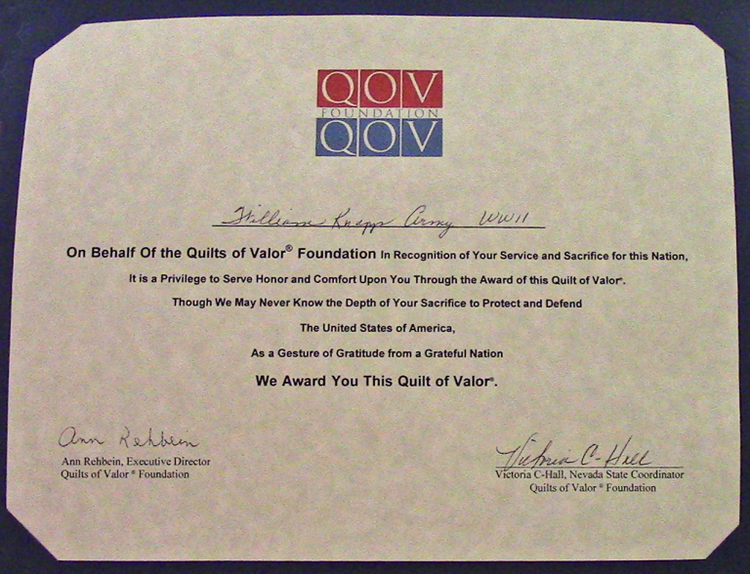 QOV
FOUNDATION
QOV
William Knapp Army WWII
On Behalf Of the Quilts of Valor® Foundation In Recognition of Your Service and Sacrifice for this Nation,
It is a Privilege to Serve Honor and Comfort Upon You Through the Award of this Quilt of Valor®.
Though We May Never Know the Depth of Your Sacrifice to Protect and Defend
The United States of America,
As a Gesture of Gratitude from a Grateful Nation
We Award You This Quilt of Valor®.
Ann Rehbein
Ann Rehbein, Executive Director
Quilts of Valor ® Foundation
Victoria C-Hall
Victoria C-Hall, Nevada State Coordinator
Quilts of Valor ® Foundation